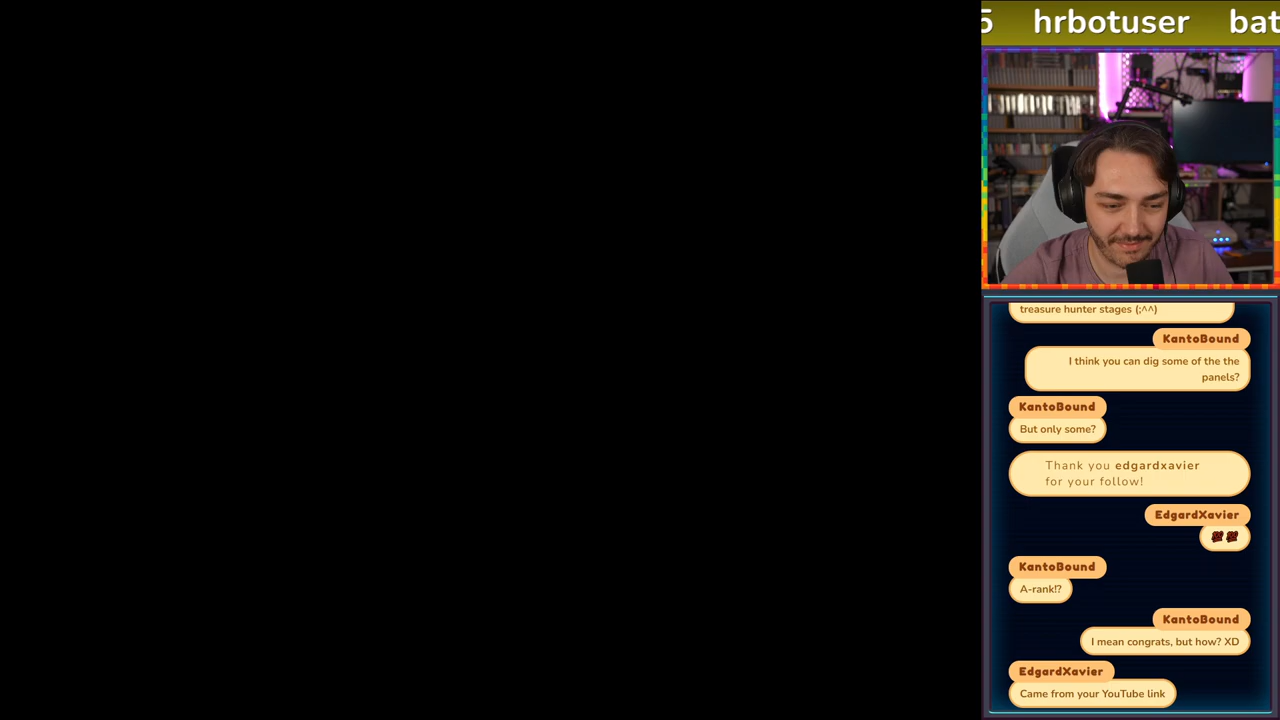 5 hrbotuser bat
treasure hunter stages (;^^)
KantoBound
I think you can dig some of the the
panels?
KantoBound
But only some?
Thank you edgardxavier
for your follow!
EdgardXavier
KantoBound
A-rank!?
KantoBound
I mean congrats, but how? XD
EdgardXavier
Came from your YouTube link